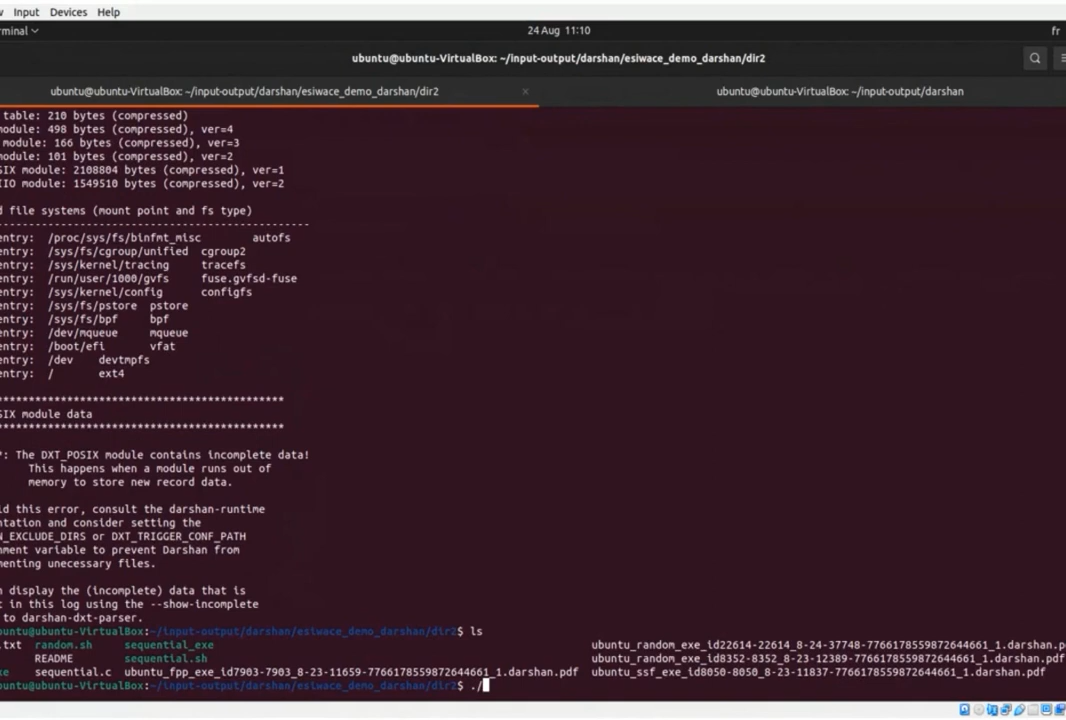 Input Devices Help
24 Aug 11:10
fr
ubuntu@ubuntu-VirtualBox: ~/input-output/darshan/esiwace_demo_darshan/dir2
ubuntu@ubuntu-VirtualBox: ~/input-output/darshan/esiwace_demo_darshan/dir2 ×
ubuntu@ubuntu-VirtualBox: ~/input-output/darshan
table: 210 bytes (compressed)
module: 498 bytes (compressed), ver=4
module: 166 bytes (compressed), ver=3
module: 101 bytes (compressed), ver=2
SIX module: 2108804 bytes (compressed), ver=1
IIO module: 1549510 bytes (compressed), ver=2
d file systems (mount point and fs type)
-----------------------------------------------
entry: /proc/sys/fs/binfmt_misc autofs
entry: /sys/fs/cgroup/unified cgroup2
entry: /sys/kernel/tracing tracefs
entry: /run/user/1000/gvfs fuse.gvfsd-fuse
entry: /sys/kernel/config configfs
entry: /sys/fs/pstore pstore
entry: /sys/fs/bpf bpf
entry: /dev/mqueue mqueue
entry: /boot/efi vfat
entry: /dev devtmpfs
entry: / ext4
*******************************************
SIX module data
*******************************************
: The DXT_POSIX module contains incomplete data!
This happens when a module runs out of
memory to store new record data.
id this error, consult the darshan-runtime
ntation and consider setting the
N_EXCLUDE_DIRS or DXT_TRIGGER_CONF_PATH
nment variable to prevent Darshan from
menting unecessary files.
n display the (incomplete) data that is
t in this log using the --show-incomplete
to darshan-dxt-parser.
buntu@ubuntu-VirtualBox:~/input-output/darshan/esiwace_demo_darshan/dir2$ ls
.txt random.sh sequential_exe ubuntu_random_exe_id22614-22614_8-24-37748-7766178559872644661_1.darshan.p
README sequential.sh ubuntu_random_exe_id8352-8352_8-23-12389-7766178559872644661_1.darshan.pdf
xe sequential.c ubuntu_fpp_exe_id7903-7903_8-23-11659-7766178559872644661_1.darshan.pdf ubuntu_ssf_exe_id8050-8050_8-23-11837-7766178559872644661_1.darshan.pdf
buntu@ubuntu-VirtualBox:~/input-output/darshan/esiwace_demo_darshan/dir2$ ./